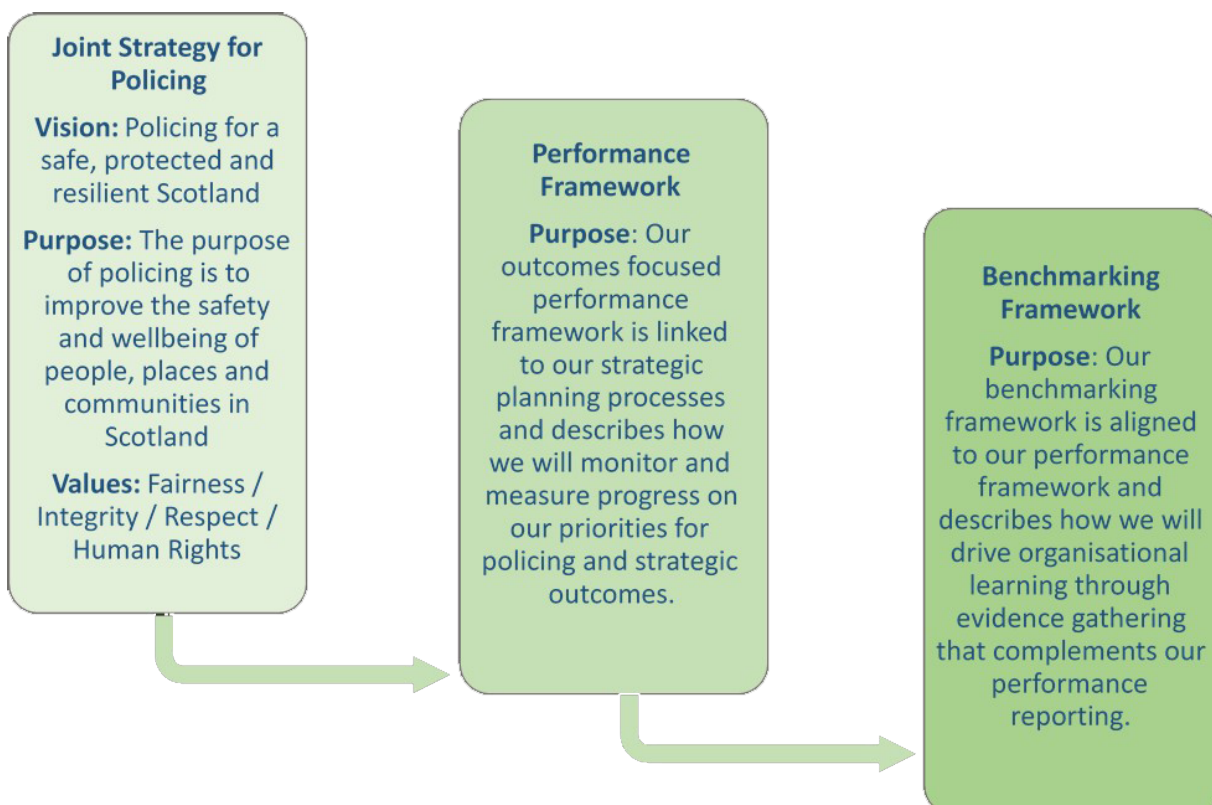 Joint Strategy for
Policing
Vision: Policing for a
safe, protected and
resilient Scotland
Purpose: The purpose
of policing is to
improve the safety
and wellbeing of
people, places and
communities in
Scotland
Values: Fairness /
Integrity / Respect /
Human Rights
Performance
Framework
Purpose: Our
outcomes focused
performance
framework is linked
to our strategic
planning processes
and describes how
we will monitor and
measure progress on
our priorities for
policing and strategic
outcomes.
Benchmarking
Framework
Purpose: Our
benchmarking
framework is aligned
to our performance
framework and
describes how we will
drive organisational
learning through
evidence gathering
that complements our
performance
reporting.